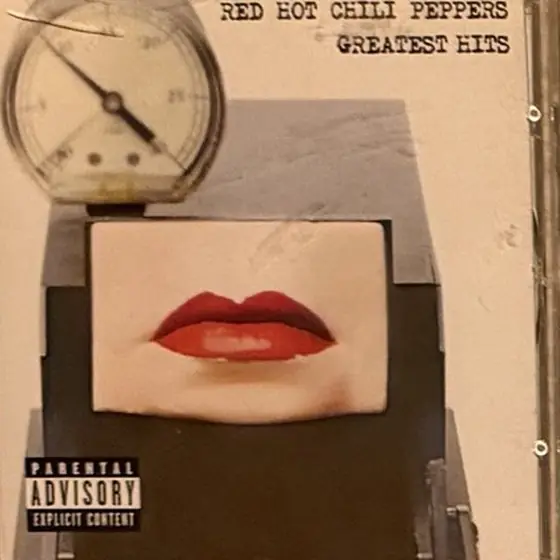 RED HOT CHILI PEPPERS
GREATEST HITS
PARENTAL
ADVISORY
EXPLICIT CONTENT